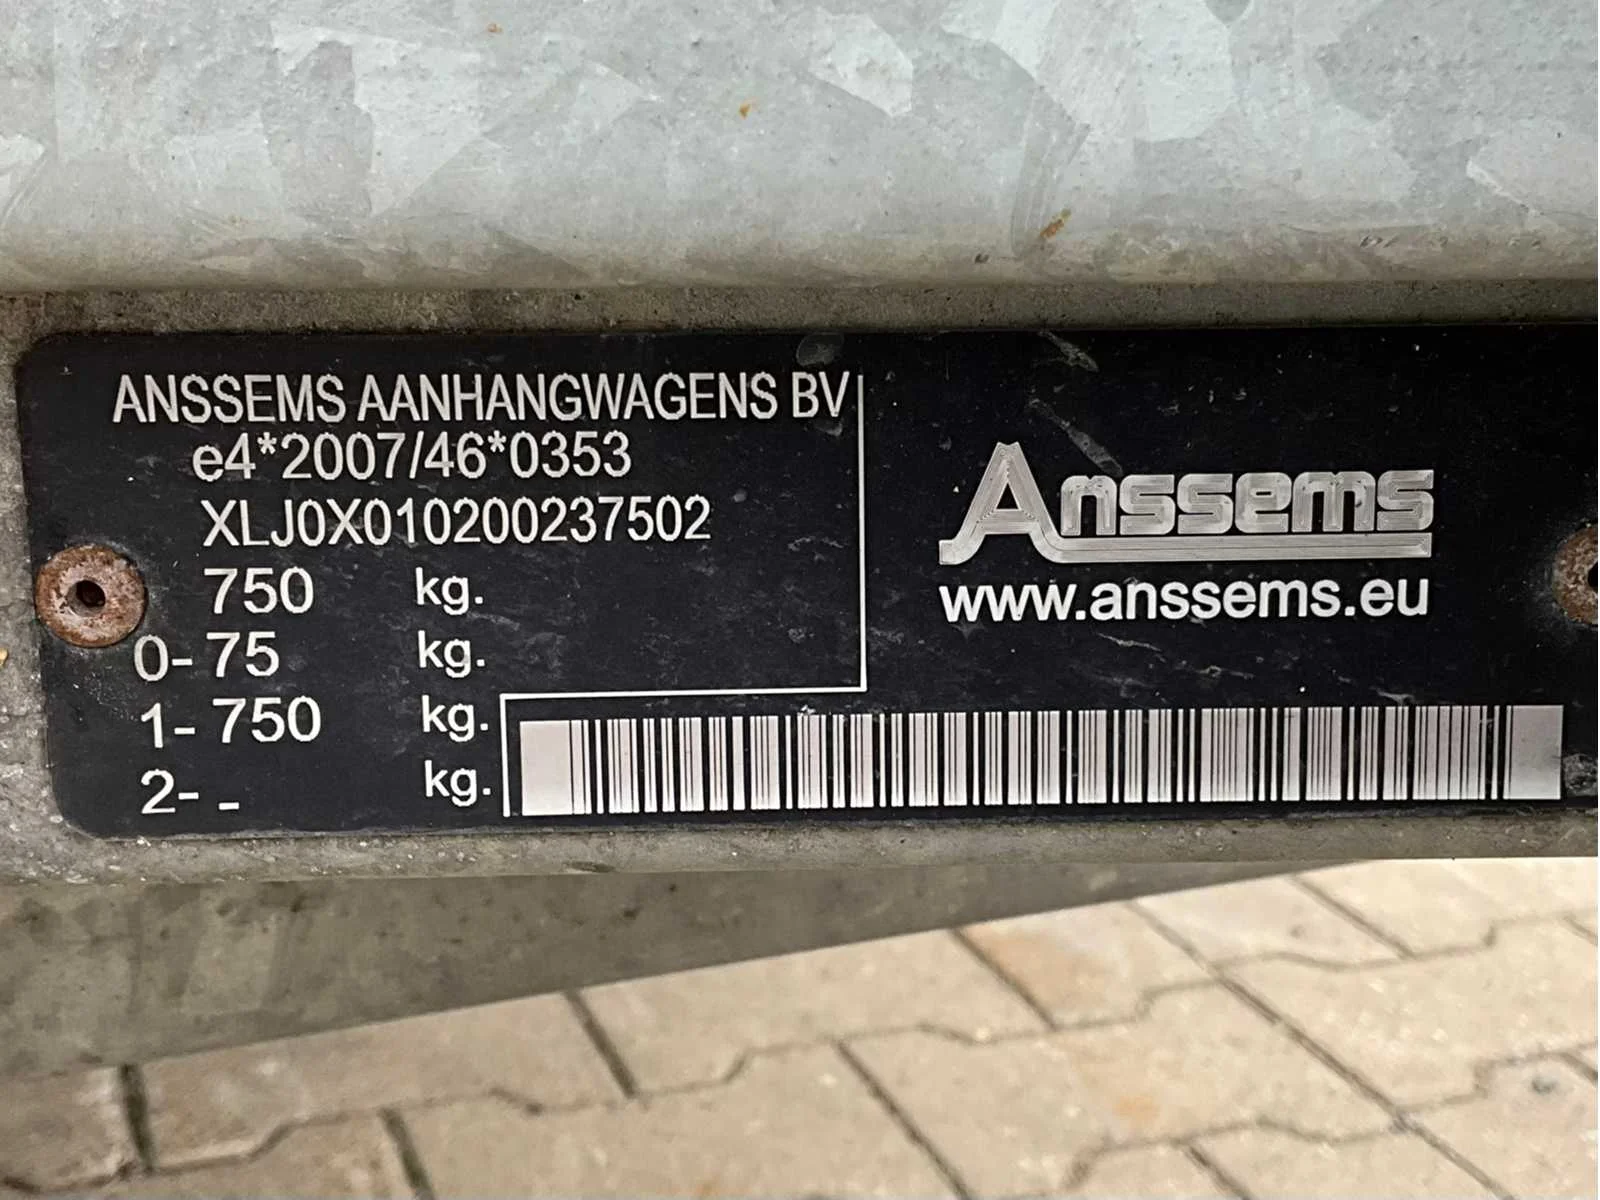 ANSSEMS AANHANGWAGENS BV
e4*2007/46*0353
XLJ0X010200237502
750 kg.
0- 75 kg.
1- 750 kg.
2- - kg.
Anssems
www.anssems.eu